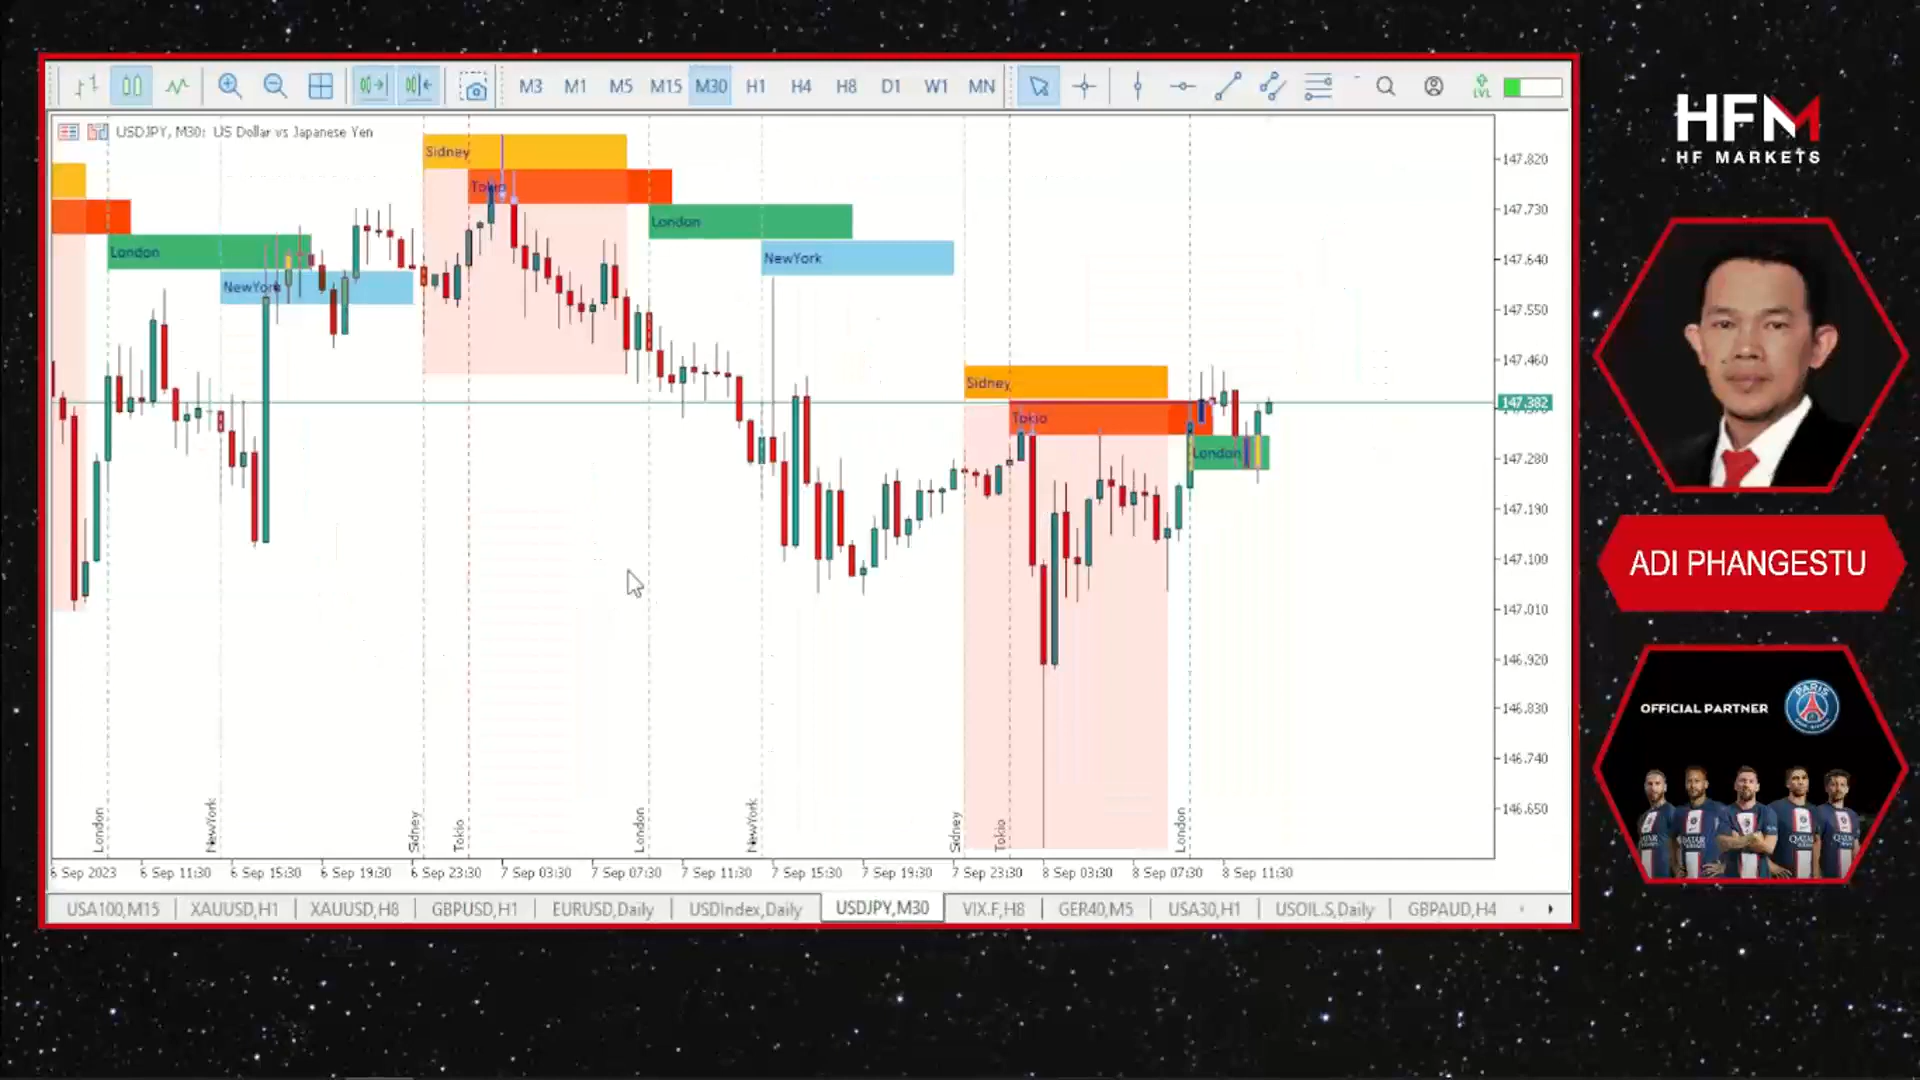 M3 M1 M5 M15 M30 H1 H4 H8 D1 W1 MN LVL
HFM
HF MARKETS
USDJPY, M30: US Dollar vs Japanese Yen
Sidney
Tokio
London
NewYork
London
NewYork
Sidney
Tokio
London
147.820
147.730
147.640
147.550
147.460
147.382
147.280
147.190
147.100
147.010
146.920
146.830
146.740
146.650
London
NewYork
Sidney
Tokio
London
NewYork
Sidney
Tokio
London
6 Sep 2023 6 Sep 11:30 6 Sep 15:30 6 Sep 19:30 6 Sep 23:30 7 Sep 03:30 7 Sep 07:30 7 Sep 11:30 7 Sep 15:30 7 Sep 19:30 7 Sep 23:30 8 Sep 03:30 8 Sep 07:30 8 Sep 11:30
USA100,M15 XAUUSD,H1 XAUUSD,H8 GBPUSD,H1 EURUSD,Daily USDIndex,Daily USDJPY,M30 VIX.F,H8 GER40,M5 USA30,H1 USOIL.S,Daily GBPAUD,H4
ADI PHANGESTU
OFFICIAL PARTNER
PARIS